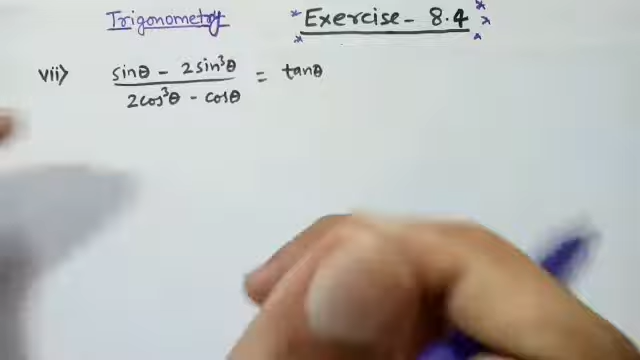 Trigonometry
Exercise - 8.4
vii) sinθ - 2sin³θ / 2cos³θ - cosθ = tanθ